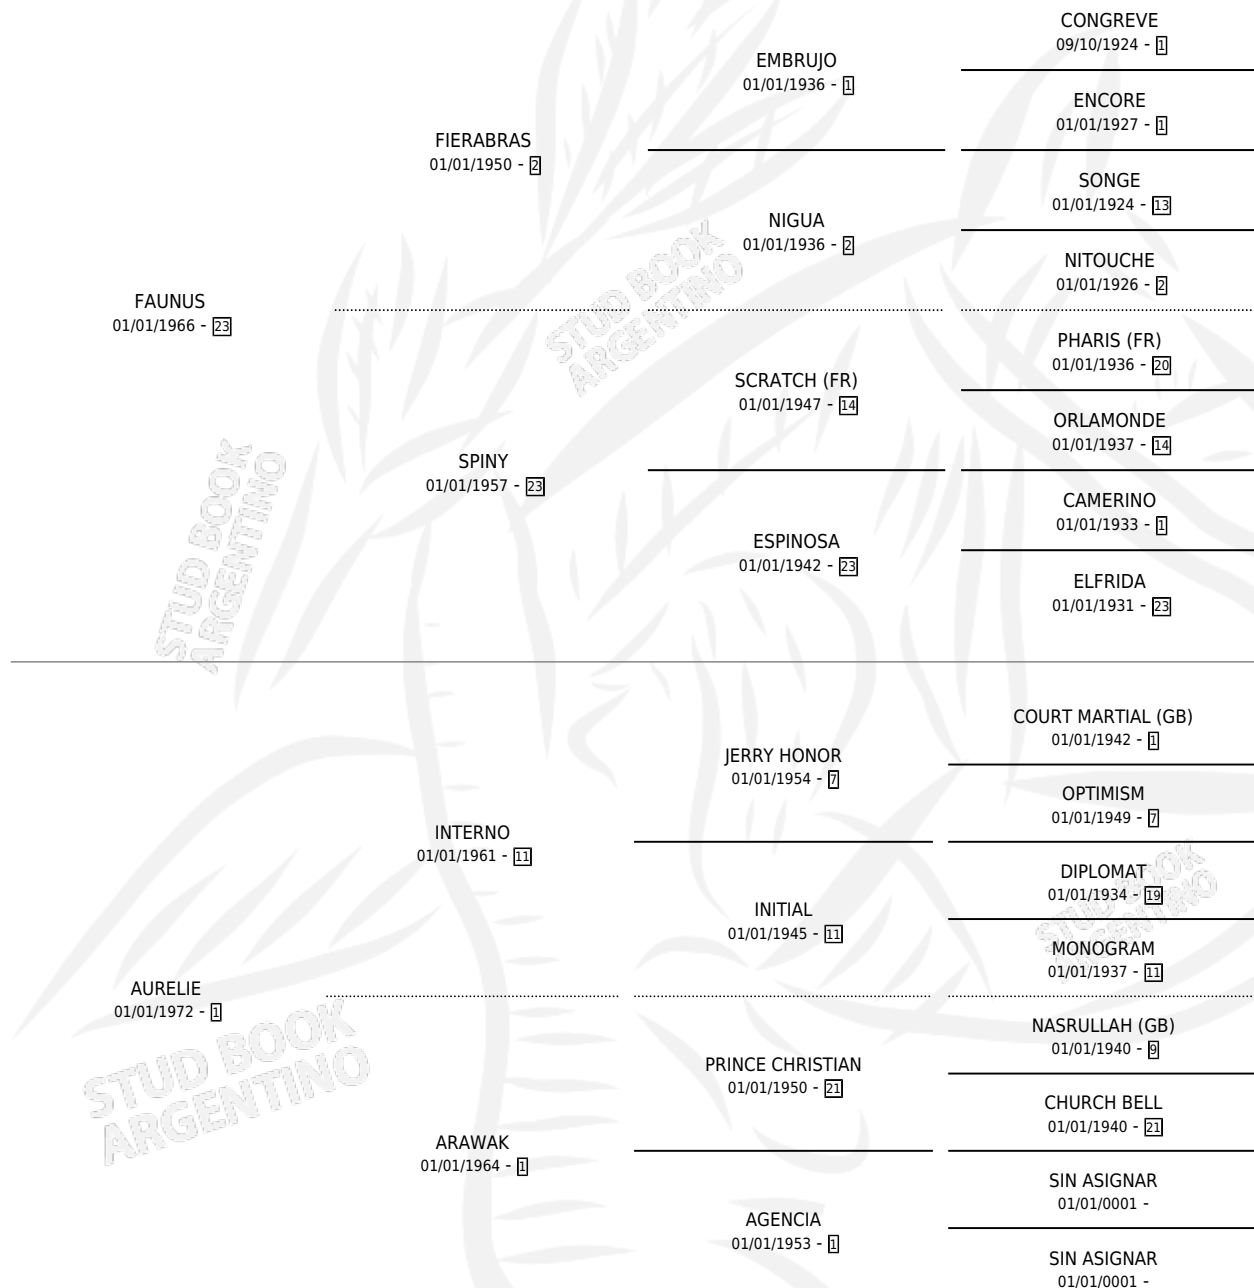 CONGREVE
09/10/1924 - 1
EMBRUJO
01/01/1936 - 1
ENCORE
01/01/1927 - 1
FIERABRAS
01/01/1950 - 2
SONGE
01/01/1924 - 13
NIGUA
01/01/1936 - 2
NITOUCHE
01/01/1926 - 2
FAUNUS
01/01/1966 - 23
PHARIS (FR)
01/01/1936 - 20
SCRATCH (FR)
01/01/1947 - 14
ORLAMONDE
01/01/1937 - 14
SPINY
01/01/1957 - 23
CAMERINO
01/01/1933 - 1
ESPINOSA
01/01/1942 - 23
ELFRIDA
01/01/1931 - 23
COURT MARTIAL (GB)
01/01/1942 - 1
JERRY HONOR
01/01/1954 - 7
OPTIMISM
01/01/1949 - 7
INTERNO
01/01/1961 - 11
DIPLOMAT
01/01/1934 - 19
INITIAL
01/01/1945 - 11
MONOGRAM
01/01/1937 - 11
AURELIE
01/01/1972 - 1
NASRULLAH (GB)
01/01/1940 - 9
PRINCE CHRISTIAN
01/01/1950 - 21
CHURCH BELL
01/01/1940 - 21
ARAWAK
01/01/1964 - 1
SIN ASIGNAR
01/01/0001 -
AGENCIA
01/01/1953 - 1
SIN ASIGNAR
01/01/0001 -
STUD BOOK
ARGENTINO
STUD BOOK
ARGENTINO
STUD BOOK
ARGENTINO
STUD BOOK
ARGENTINO